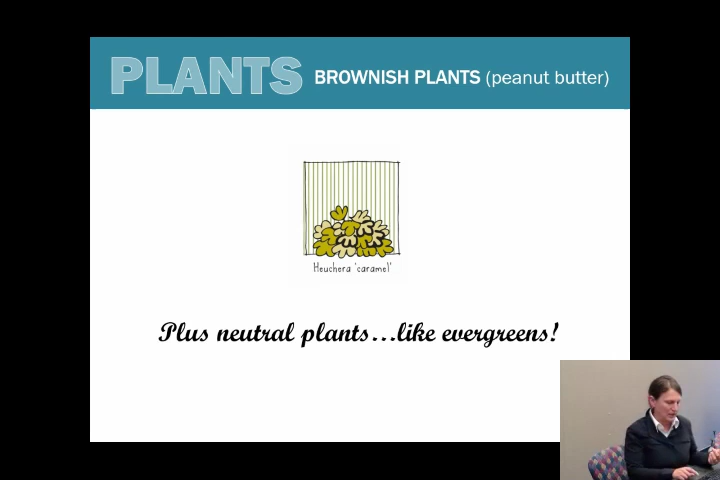 PLANTS BROWNISH PLANTS (peanut butter)
Heuchera 'caramel'
Plus neutral plants...like evergreens!